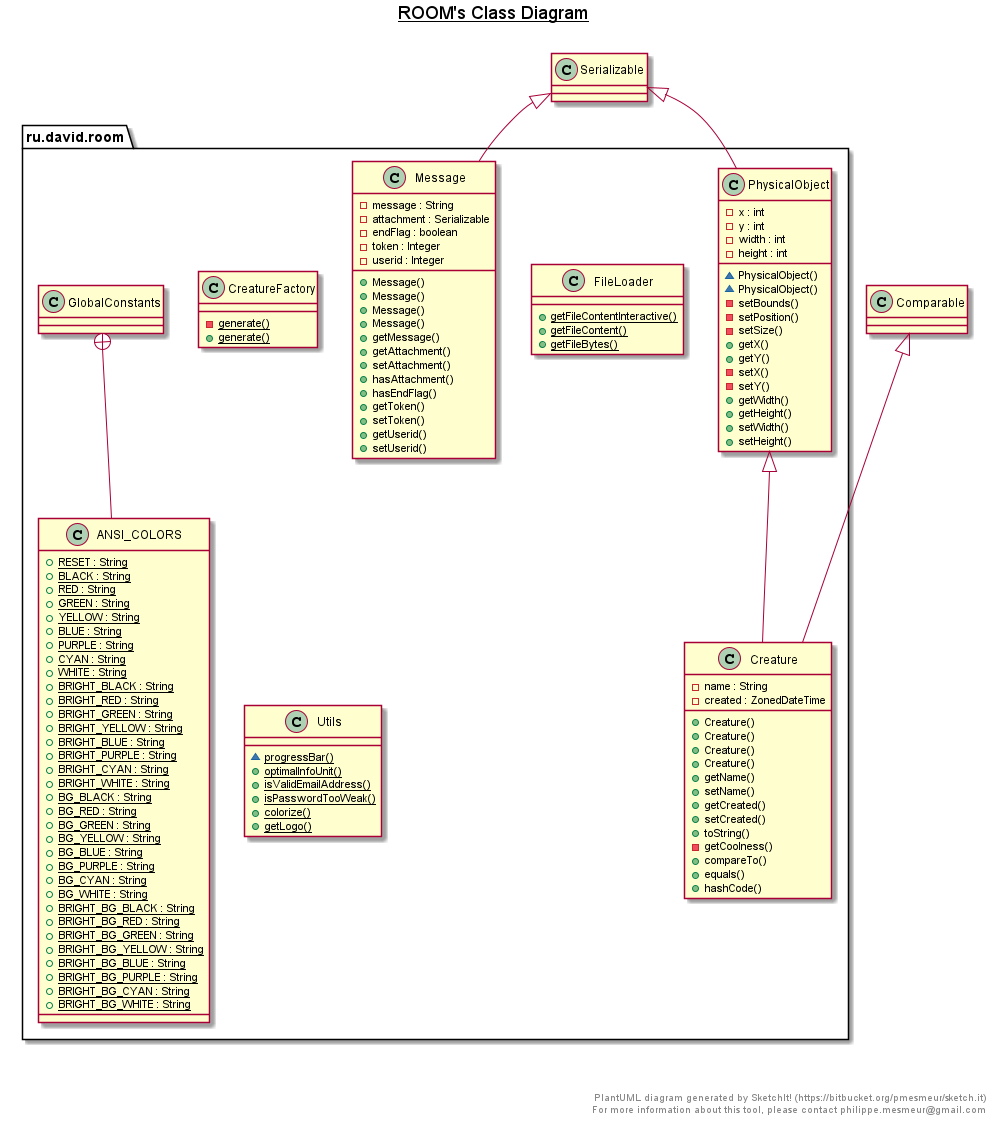 ROOM's Class Diagram
C Serializable
ru.david.room
C Message
message : String
attachment : Serializable
endFlag : boolean
token : Integer
userid : Integer
Message()
Message()
Message()
Message()
getMessage()
getAttachment()
setAttachment()
hasAttachment()
hasEndFlag()
getToken()
setToken()
getUserid()
setUserid()
C PhysicalObject
x : int
y : int
width : int
height : int
PhysicalObject()
PhysicalObject()
setBounds()
setPosition()
setSize()
getX()
getY()
setX()
setY()
getWidth()
getHeight()
setWidth()
setHeight()
C GlobalConstants
C CreatureFactory
generate()
generate()
C FileLoader
getFileContentInteractive()
getFileContent()
getFileBytes()
C Comparable
C ANSI_COLORS
RESET : String
BLACK : String
RED : String
GREEN : String
YELLOW : String
BLUE : String
PURPLE : String
CYAN : String
WHITE : String
BRIGHT_BLACK : String
BRIGHT_RED : String
BRIGHT_GREEN : String
BRIGHT_YELLOW : String
BRIGHT_BLUE : String
BRIGHT_PURPLE : String
BRIGHT_CYAN : String
BRIGHT_WHITE : String
BG_BLACK : String
BG_RED : String
BG_GREEN : String
BG_YELLOW : String
BG_BLUE : String
BG_PURPLE : String
BG_CYAN : String
BG_WHITE : String
BRIGHT_BG_BLACK : String
BRIGHT_BG_RED : String
BRIGHT_BG_GREEN : String
BRIGHT_BG_YELLOW : String
BRIGHT_BG_BLUE : String
BRIGHT_BG_PURPLE : String
BRIGHT_BG_CYAN : String
BRIGHT_BG_WHITE : String
C Utils
progressBar()
optimalInfoUnit()
isValidEmailAddress()
isPasswordTooWeak()
colorize()
getLogo()
C Creature
name : String
created : ZonedDateTime
Creature()
Creature()
Creature()
Creature()
getName()
setName()
getCreated()
setCreated()
toString()
getCoolness()
compareTo()
equals()
hashCode()
PlantUML diagram generated by SketchIt! (https://bitbucket.org/pmesmeur/sketch.it)
For more information about this tool, please contact philippe.mesmeur@gmail.com